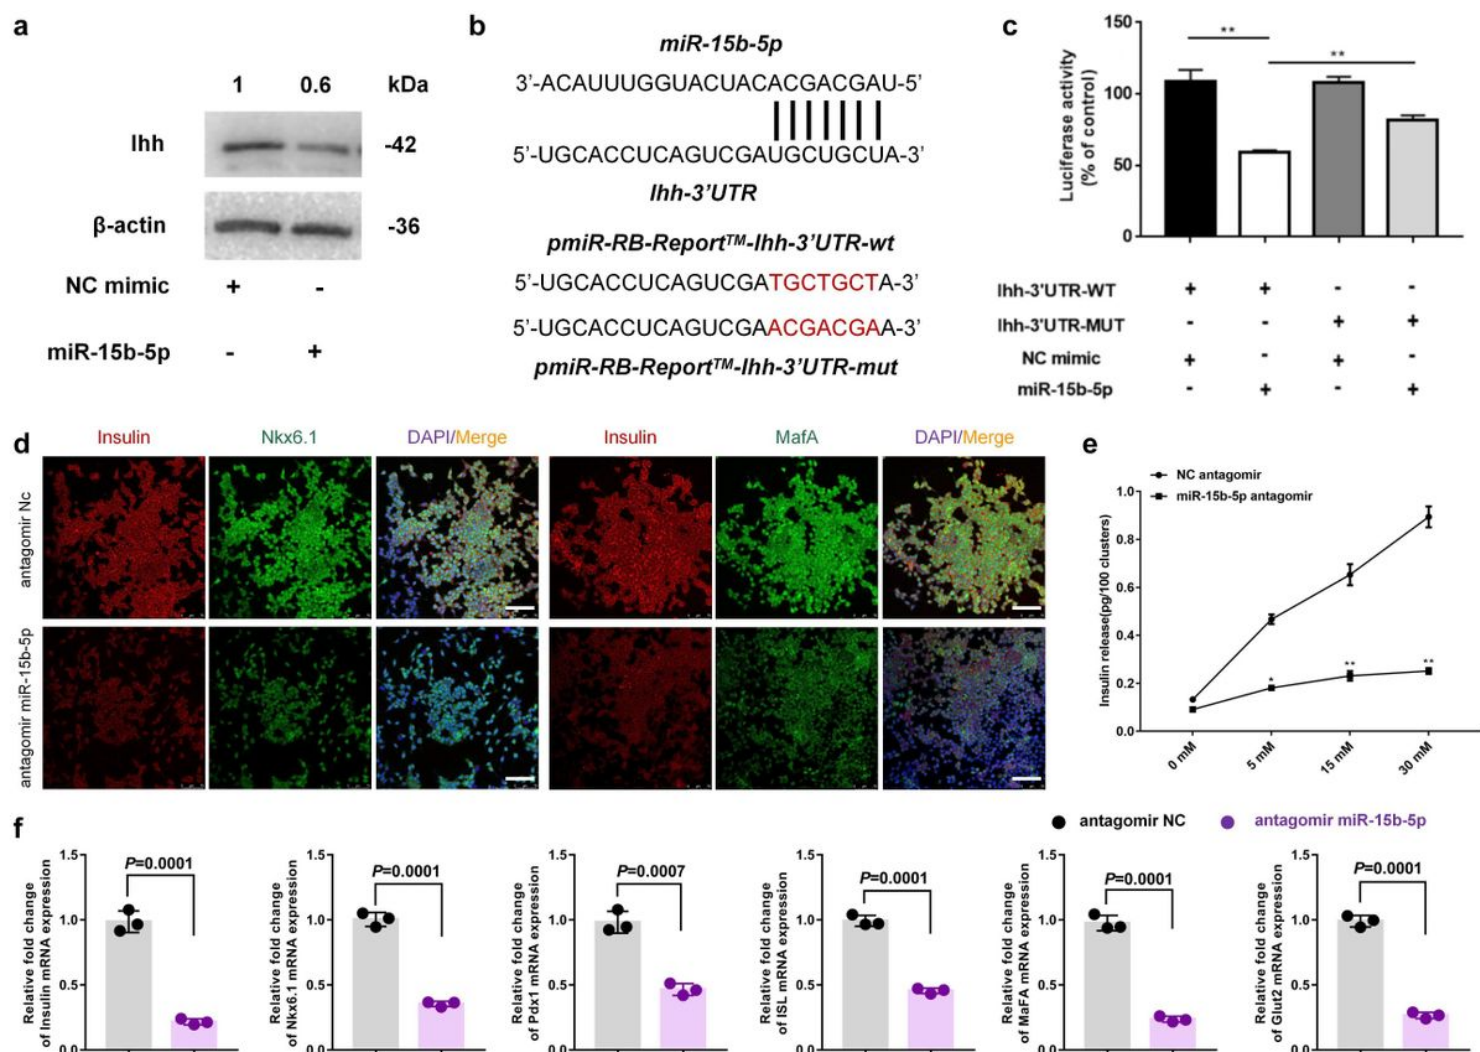 a
1 0.6 kDa
Ihh -42
β-actin -36
NC mimic + -
miR-15b-5p - +
b
miR-15b-5p
3'-ACAUUUGGUACUACACGACGAU-5'
5'-UGCACCUCAGUCGAUGCUGCUA-3'
Ihh-3'UTR
pmiR-RB-Report™-Ihh-3'UTR-wt
5'-UGCACCUCAGUCGATGCTGCTA-3'
5'-UGCACCUCAGUCGAACGACGAA-3'
pmiR-RB-Report™-Ihh-3'UTR-mut
c
Luciferase activity
(% of control)
150
100
50
0
**
**
Ihh-3'UTR-WT + + - -
Ihh-3'UTR-MUT - - + +
NC mimic + - + -
miR-15b-5p - + - +
d
Insulin Nkx6.1 DAPI/Merge Insulin MafA DAPI/Merge
antagomir Nc
antagomir miR-15b-5p
e
NC antagomir
miR-15b-5p antagomir
Insulin release(pg/100 clusters)
1.0
0.8
0.6
0.4
0.2
0.0
* ** **
0 mM 5 mM 15 mM 30 mM
f
antagomir NC antagomir miR-15b-5p
Relative fold change
of Insulin mRNA expression
1.5
1.0
0.5
0.0
P=0.0001
Relative fold change
of Nkx6.1 mRNA expression
1.5
1.0
0.5
0.0
P=0.0001
Relative fold change
of Pdx1 mRNA expression
1.5
1.0
0.5
0.0
P=0.0007
Relative fold change
of ISL mRNA expression
1.5
1.0
0.5
0.0
P=0.0001
Relative fold change
of MaFA mRNA expression
1.5
1.0
0.5
0.0
P=0.0001
Relative fold change
of Glut2 mRNA expression
1.5
1.0
0.5
0.0
P=0.0001